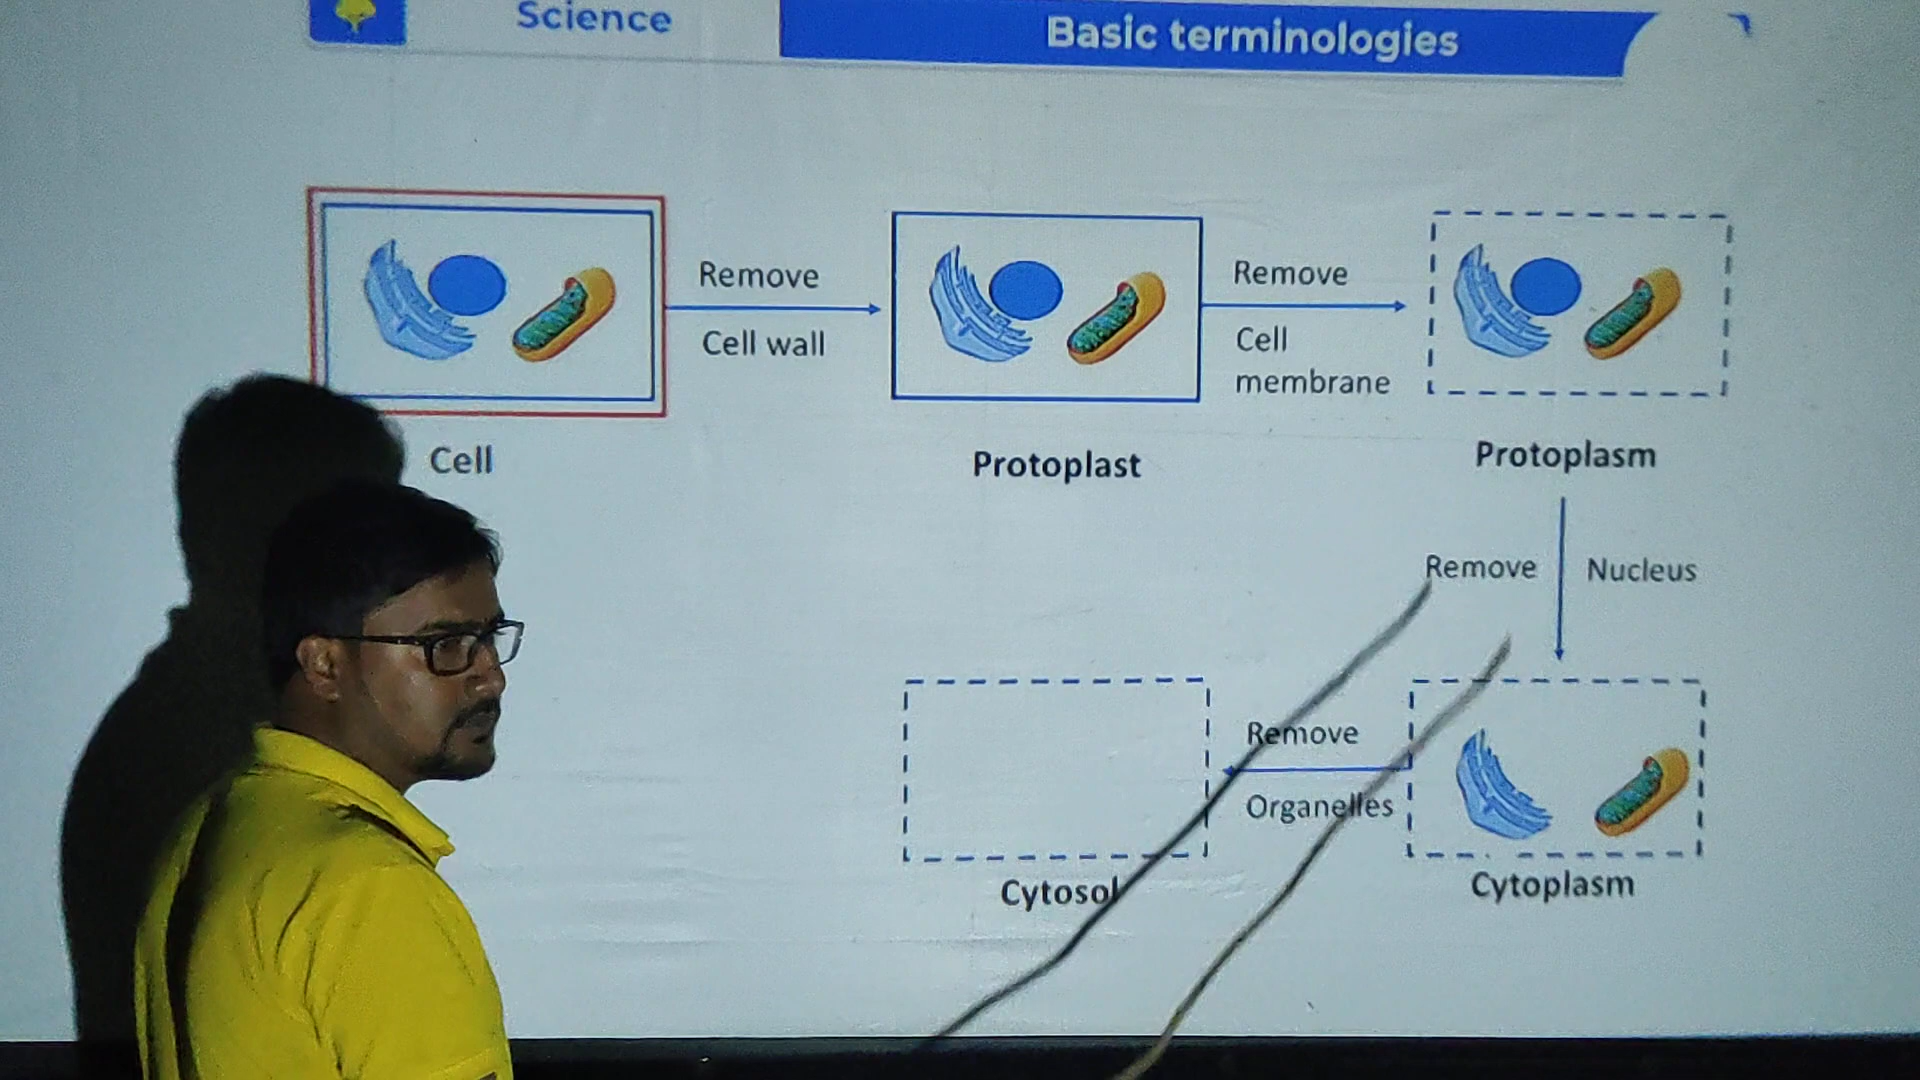 Science
Basic terminologies
Remove
Cell wall
Remove
Cell
membrane
Cell
Protoplast
Protoplasm
Remove
Nucleus
Remove
Organelles
Cytosol
Cytoplasm